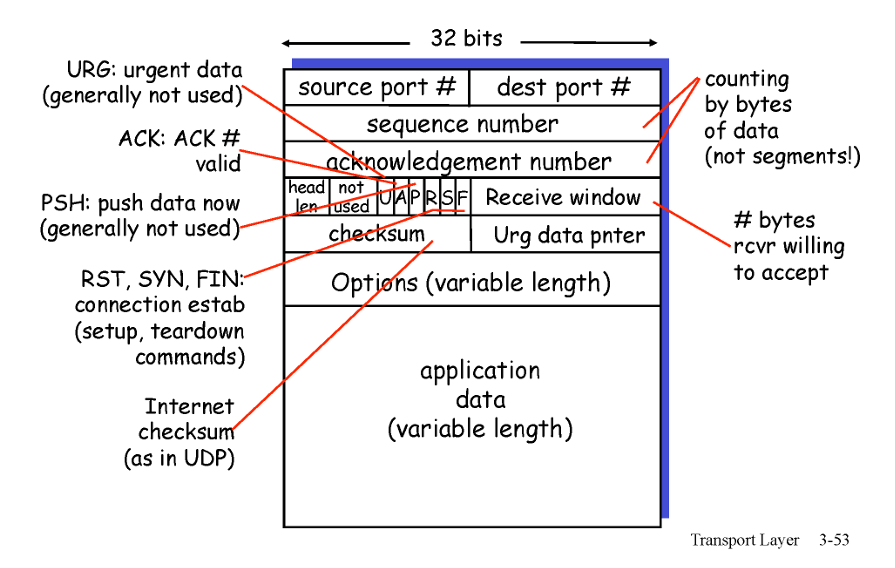 32 bits
URG: urgent data
(generally not used)
ACK: ACK #
valid
PSH: push data now
(generally not used)
RST, SYN, FIN:
connection estab
(setup, teardown
commands)
Internet
checksum
(as in UDP)
source port #
dest port #
sequence number
acknowledgement number
head
len
not
used
U
A
P
R
S
F
Receive window
checksum
Urg data pnter
Options (variable length)
application
data
(variable length)
counting
by bytes
of data
(not segments!)
# bytes
rcvr willing
to accept
Transport Layer 3-53